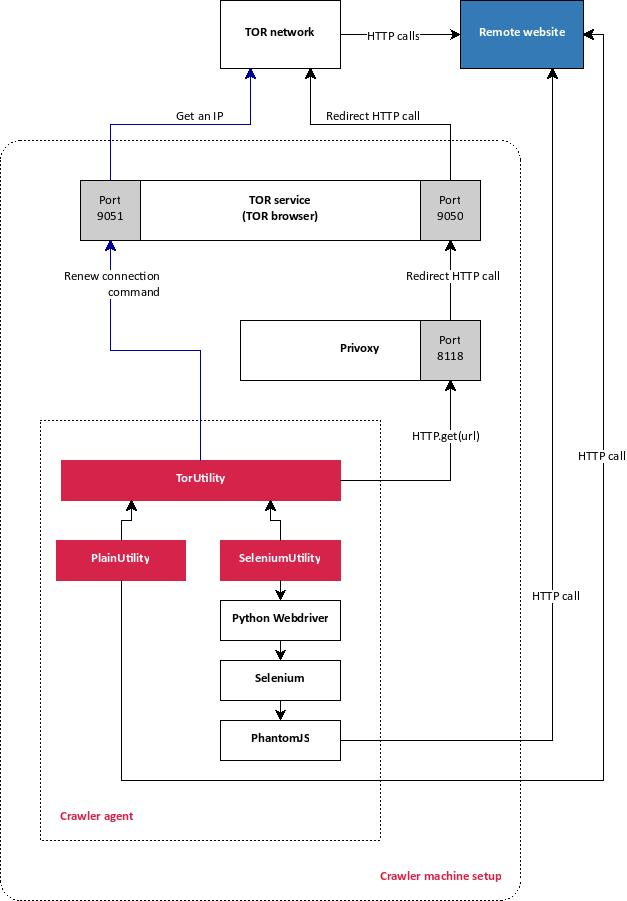 TOR network
HTTP calls
Remote website
Get an IP
Redirect HTTP call
Port
9051
TOR service
(TOR browser)
Port
9050
Renew connection
command
Redirect HTTP call
Privoxy
Port
8118
HTTP.get(url)
HTTP call
TorUtility
PlainUtility
SeleniumUtility
HTTP call
Python Webdriver
Selenium
PhantomJS
Crawler agent
Crawler machine setup